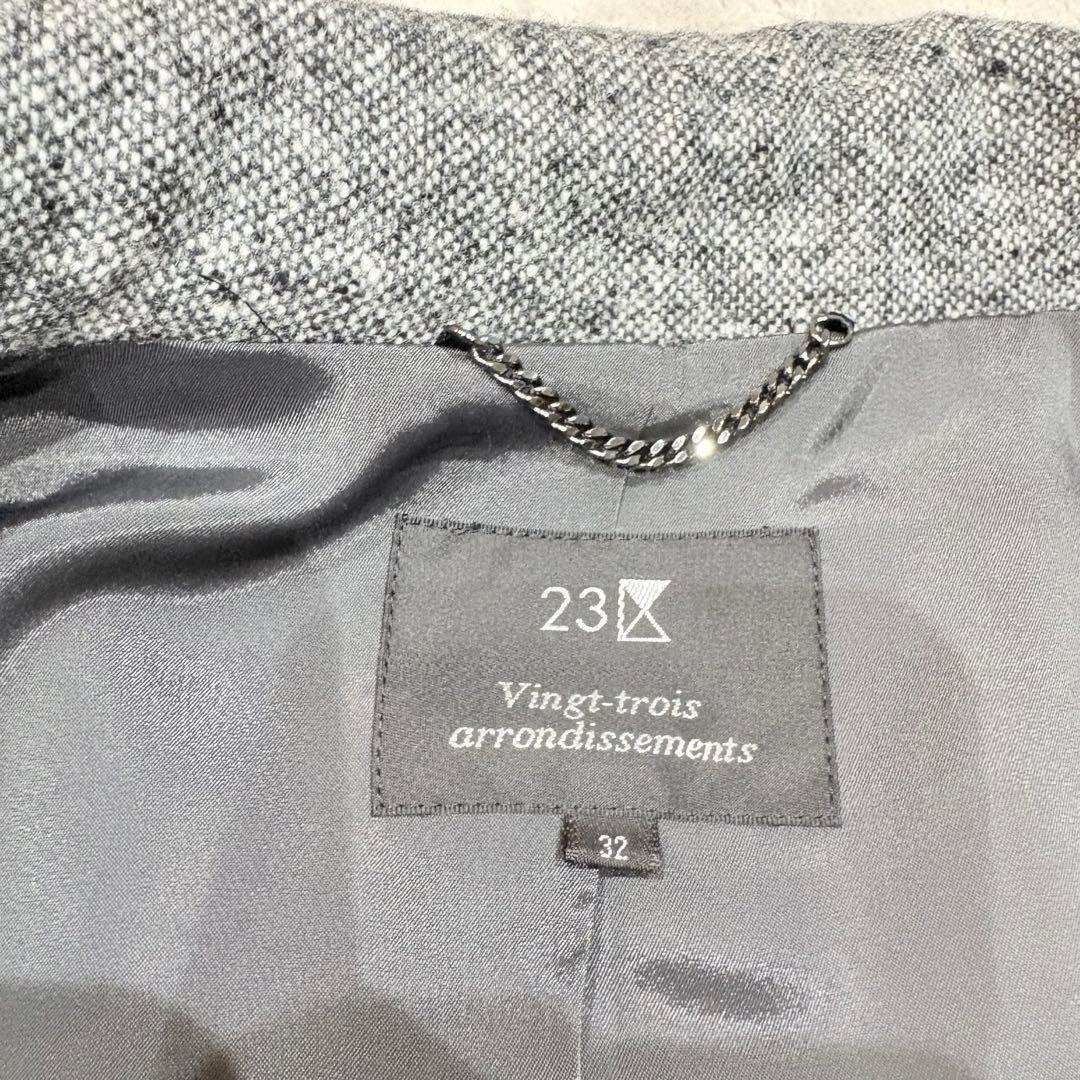 23区
Vingt-trois
arrondissements
32